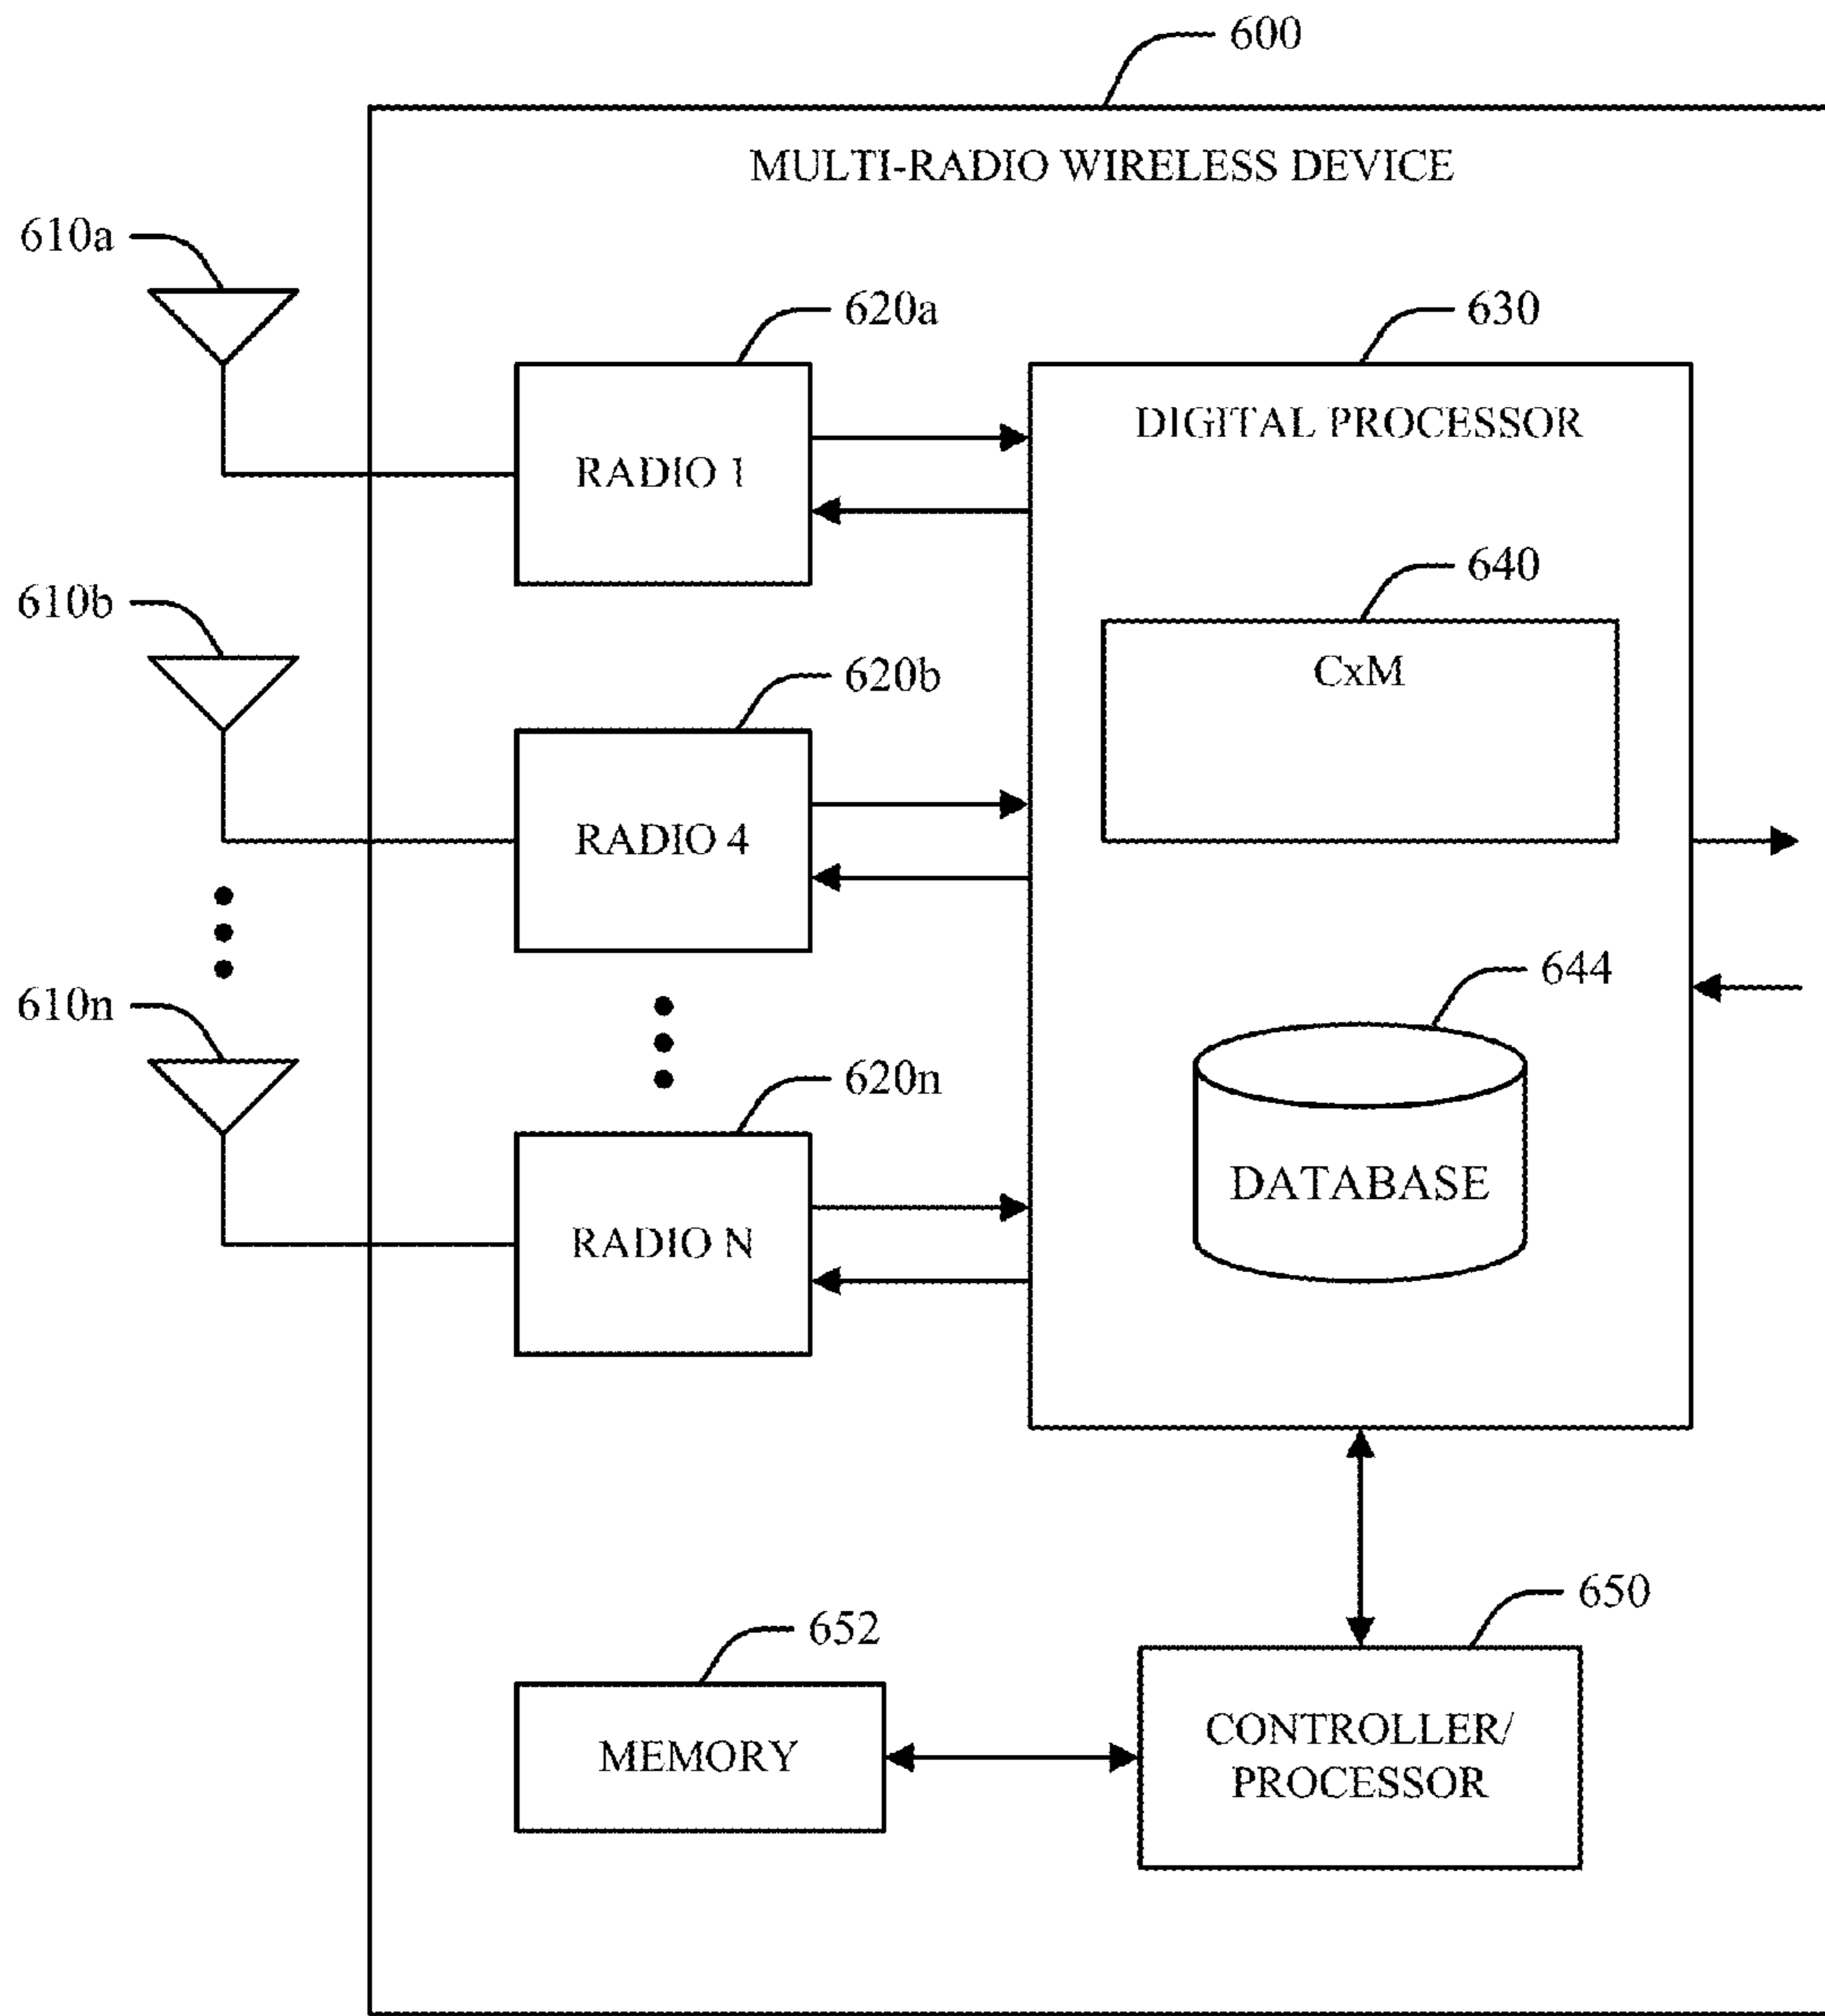 600
MULTI-RADIO WIRELESS DEVICE
610a
620a
630
RADIO 1
DIGITAL PROCESSOR
610b
620b
640
CxM
RADIO 4
610n
644
620n
RADIO N
DATABASE
652
650
MEMORY
CONTROLLER/
PROCESSOR